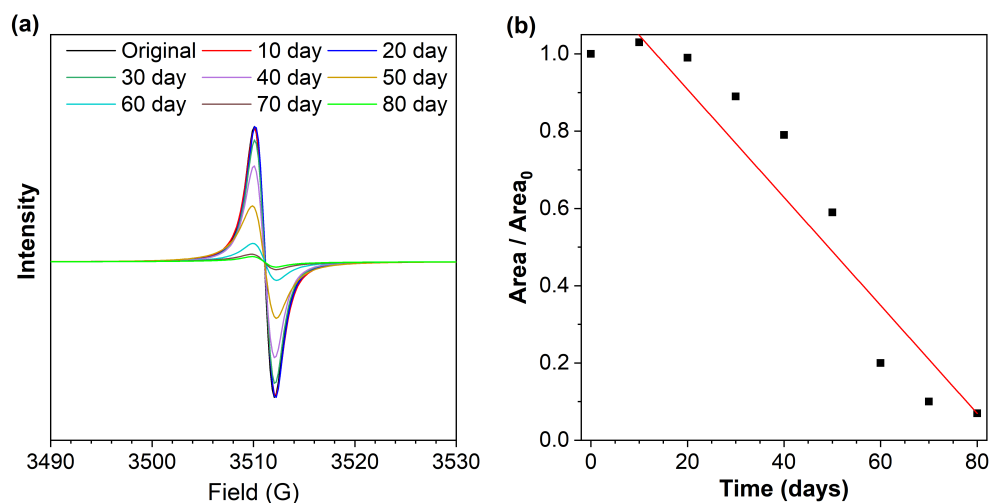 (a)
Original 10 day 20 day
30 day 40 day 50 day
60 day 70 day 80 day
Intensity
3490 3500 3510 3520 3530
Field (G)
(b)
1.0
0.8
0.6
0.4
0.2
0.0
Area / Area₀
0 20 40 60 80
Time (days)